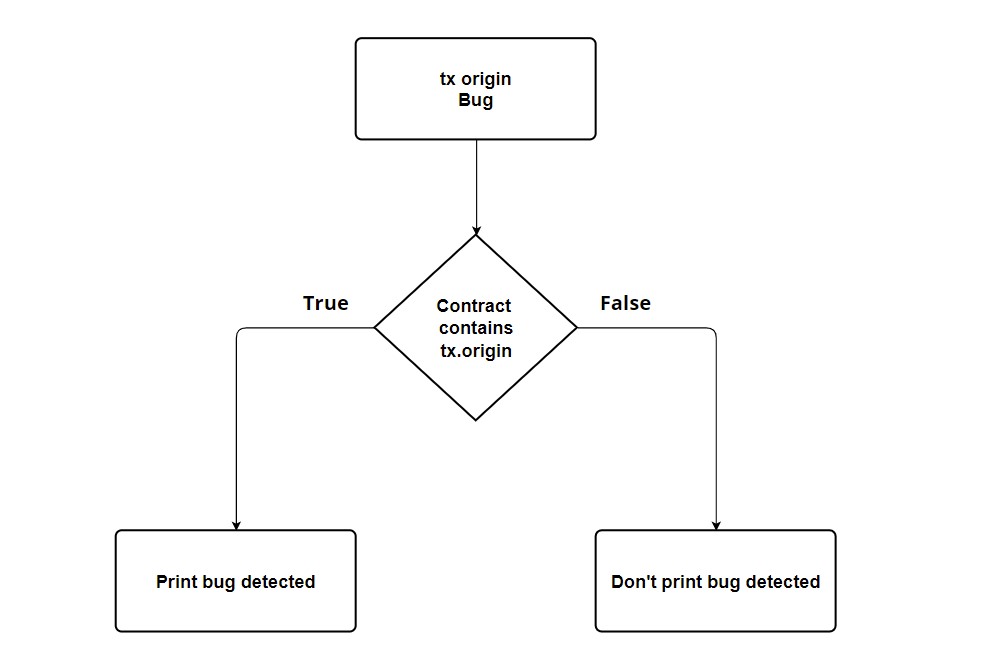 tx origin
Bug
True
False
Contract
contains
tx.origin
Print bug detected
Don't print bug detected